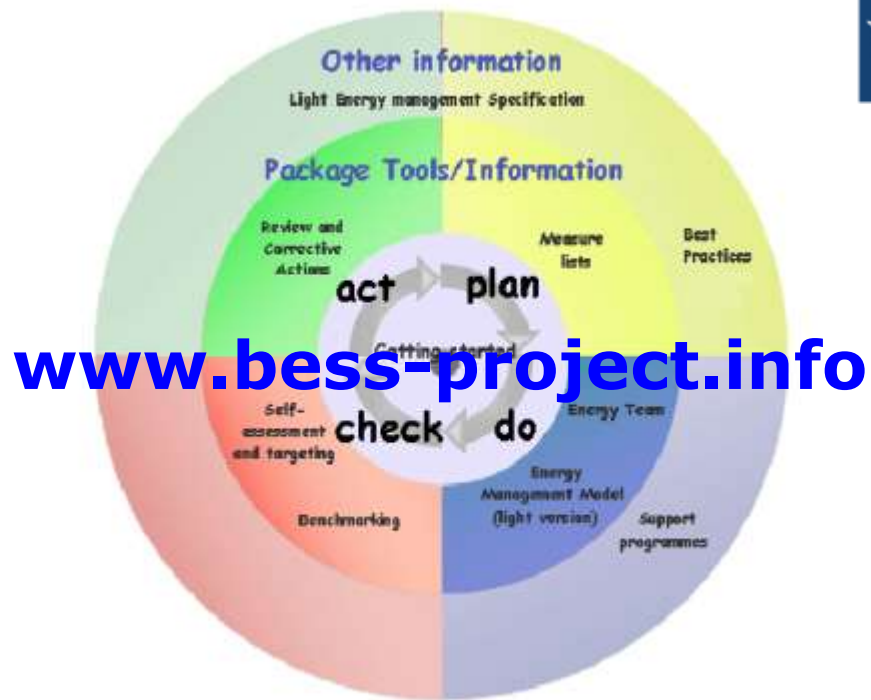 Other information
Light Energy management Specification
Package Tools/Information
Review and
Corrective
Actions
Measure
lists
Best
Practices
act
plan
Getting started
www.bess-project.info
Self-
assessment
and targeting
check
do
Energy Team
Energy
Management Model
(light version)
Benchmarking
Support
programmes